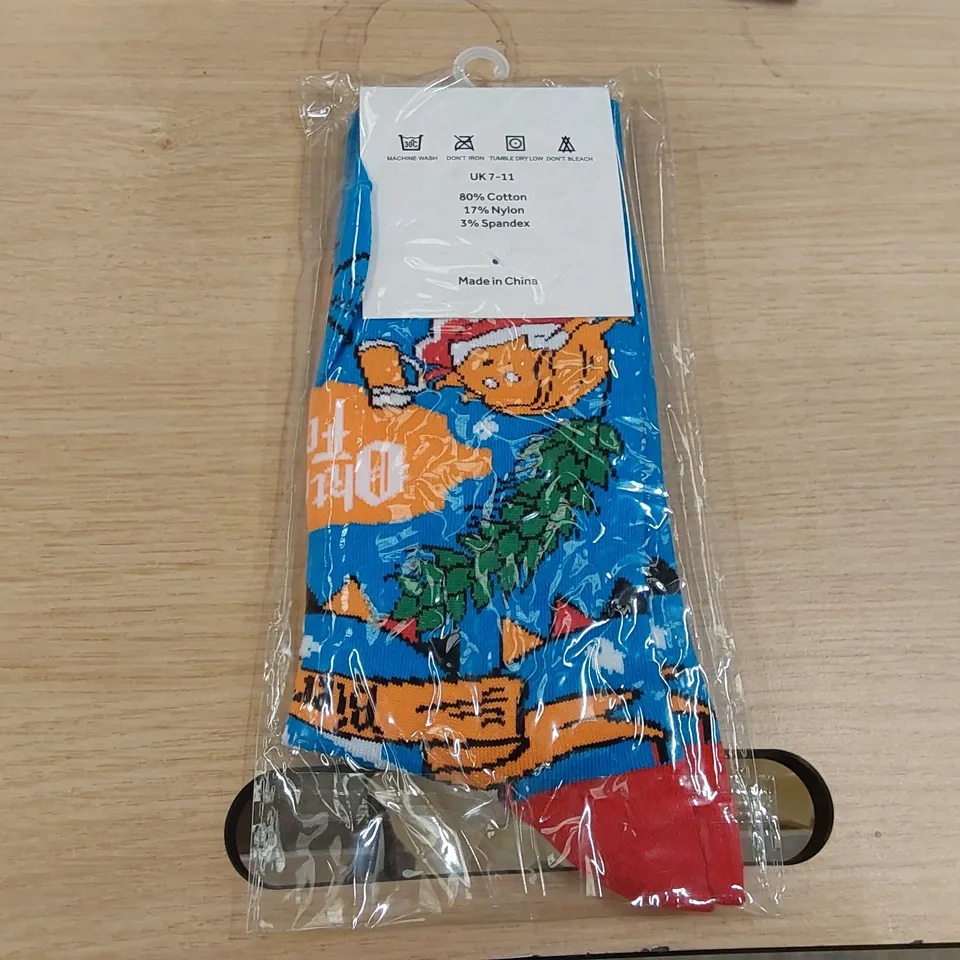 30C
MACHINE WASH DON'T IRON TUMBLE DRY LOW DON'T BLEACH
UK 7-11
80% Cotton
17% Nylon
3% Spandex
Made in China